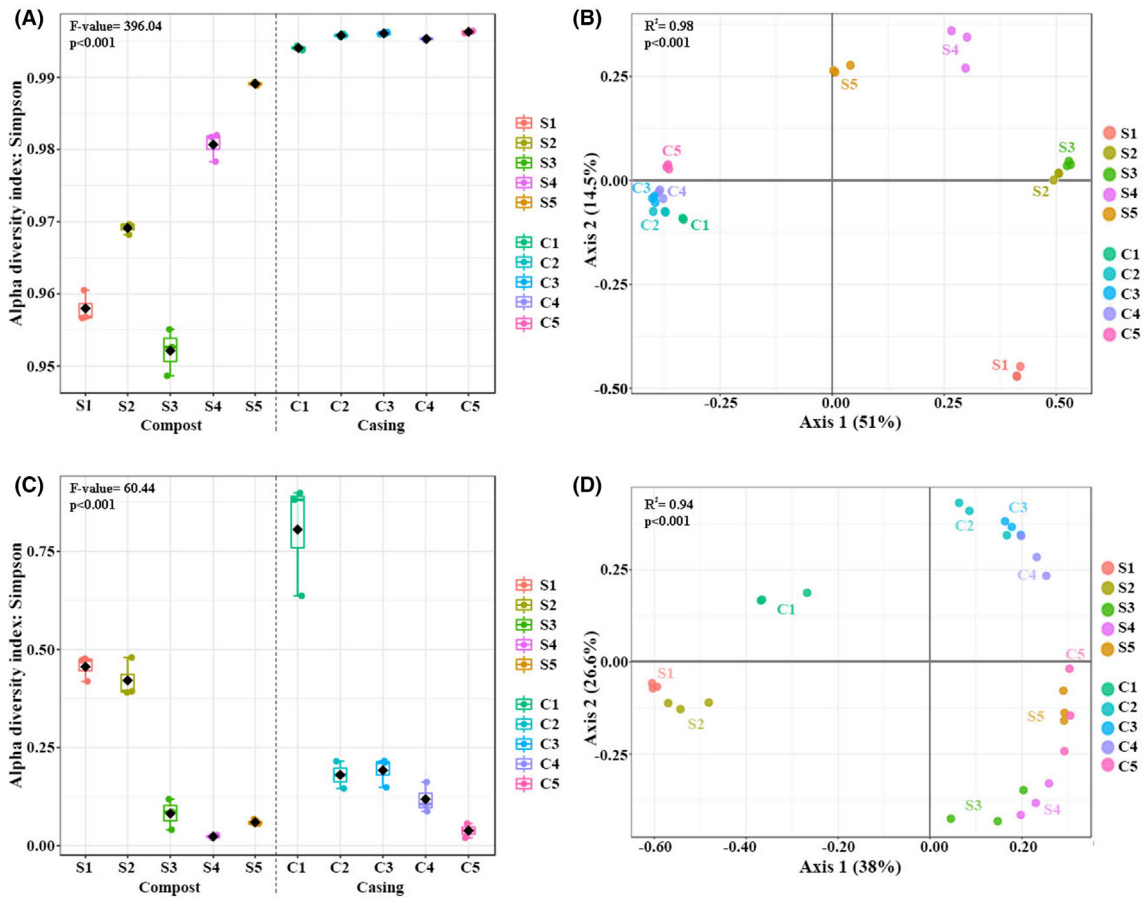 (A)
F-value= 396.04
p<0.001
Alpha diversity index: Simpson
0.99
0.98
0.97
0.96
0.95
S1 S2 S3 S4 S5 C1 C2 C3 C4 C5
Compost Casing
S1
S2
S3
S4
S5
C1
C2
C3
C4
C5
(B)
R²= 0.98
p<0.001
Axis 2 (14.5%)
0.25
0.00
-0.25
-0.50
S4
S5
S3
S2
C5
C3 C4
C2 C1
S1
-0.25 0.00 0.25 0.50
Axis 1 (51%)
S1
S2
S3
S4
S5
C1
C2
C3
C4
C5
(C)
F-value= 60.44
p<0.001
Alpha diversity index: Simpson
0.75
0.50
0.25
0.00
S1 S2 S3 S4 S5 C1 C2 C3 C4 C5
Compost Casing
S1
S2
S3
S4
S5
C1
C2
C3
C4
C5
(D)
R²= 0.94
p<0.001
Axis 2 (26.6%)
0.25
0.00
-0.25
C3
C2
C4
C1
C5
S1
S2
S5
S3
S4
-0.60 -0.40 -0.20 0.00 0.20
Axis 1 (38%)
S1
S2
S3
S4
S5
C1
C2
C3
C4
C5